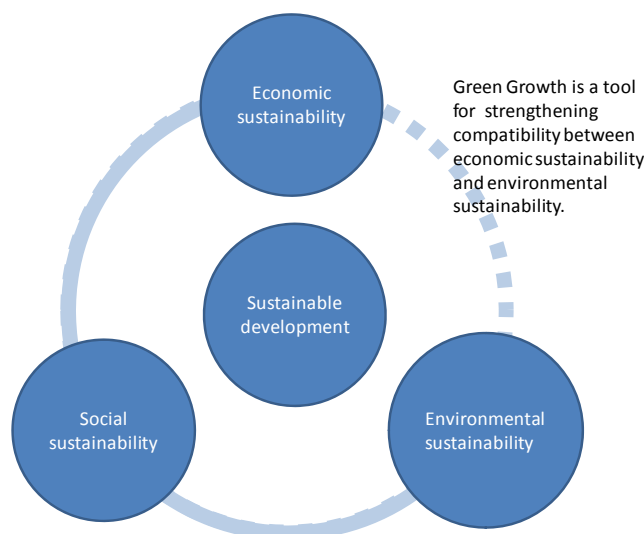 Economic
sustainability
Green Growth is a tool
for strengthening
compatibility between
economic sustainability
and environmental
sustainability.
Sustainable
development
Social
sustainability
Environmental
sustainability